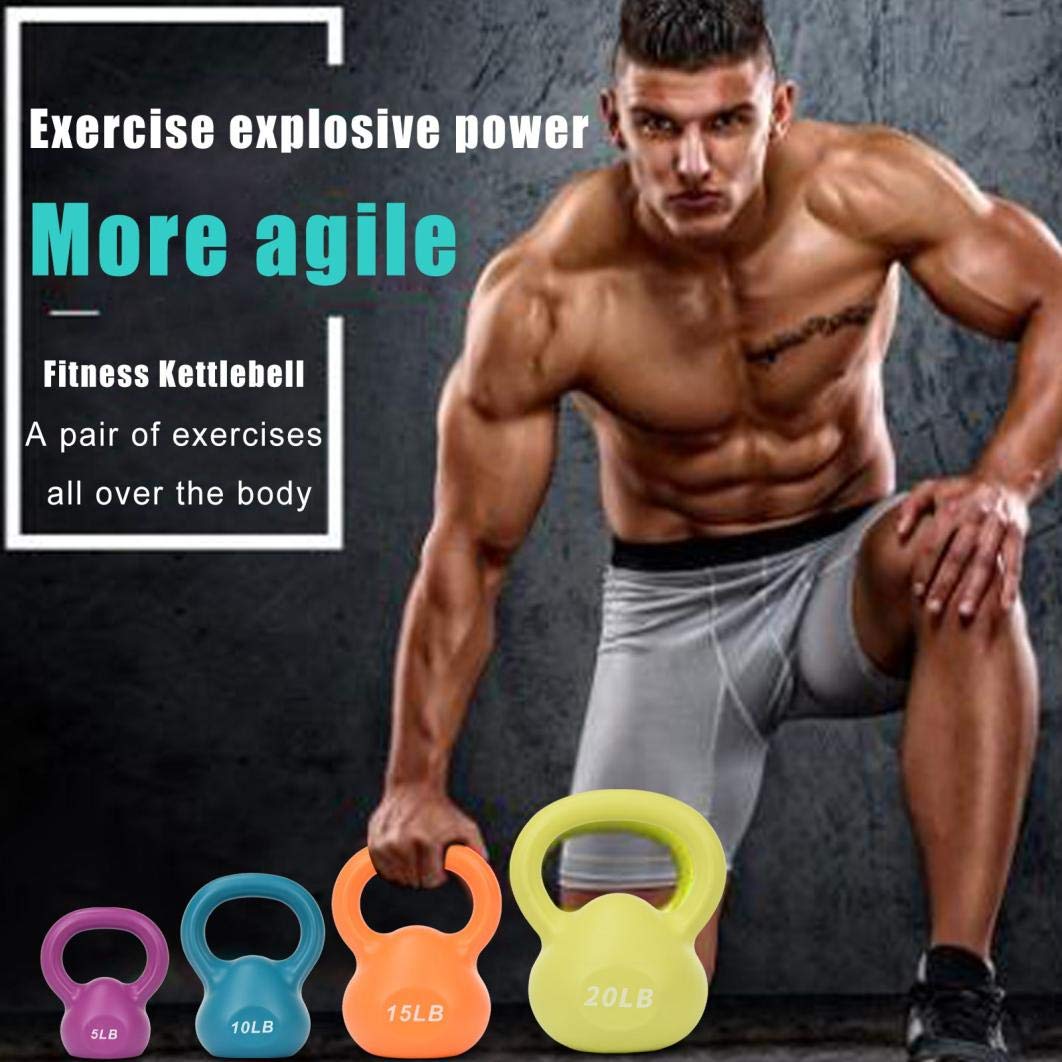 Exercise explosive power
More agile
Fitness Kettlebell
A pair of exercises
all over the body
5LB
10LB
15LB
20LB